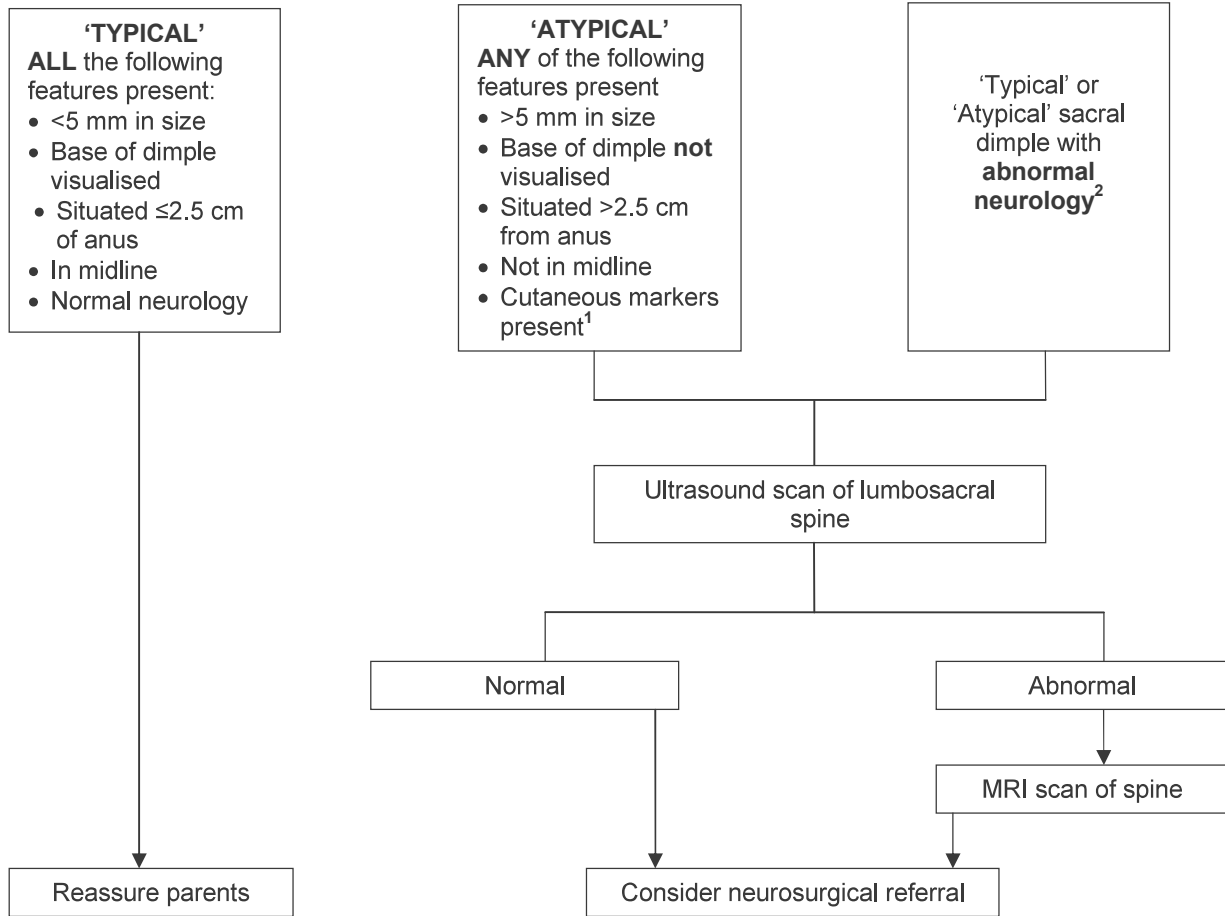 ‘TYPICAL’
ALL the following
features present:
• <5 mm in size
• Base of dimple
visualised
• Situated ≤2.5 cm
of anus
• In midline
• Normal neurology
‘ATYPICAL’
ANY of the following
features present
• >5 mm in size
• Base of dimple not
visualised
• Situated >2.5 cm
from anus
• Not in midline
• Cutaneous markers
present1
‘Typical’ or
‘Atypical’ sacral
dimple with
abnormal
neurology2
Ultrasound scan of lumbosacral
spine
Normal
Abnormal
MRI scan of spine
Reassure parents
Consider neurosurgical referral